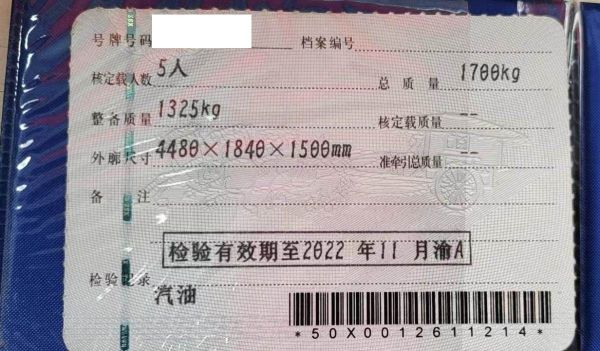 号牌号码 档案编号
核定载人数 5人 总质量 1700kg
整备质量 1325kg 核定载质量 --
外廓尺寸 4480×1840×1500mm 准牵引总质量 --
备注
检验有效期至2022年11月渝A
检验记录
汽油
*50X0012611214*